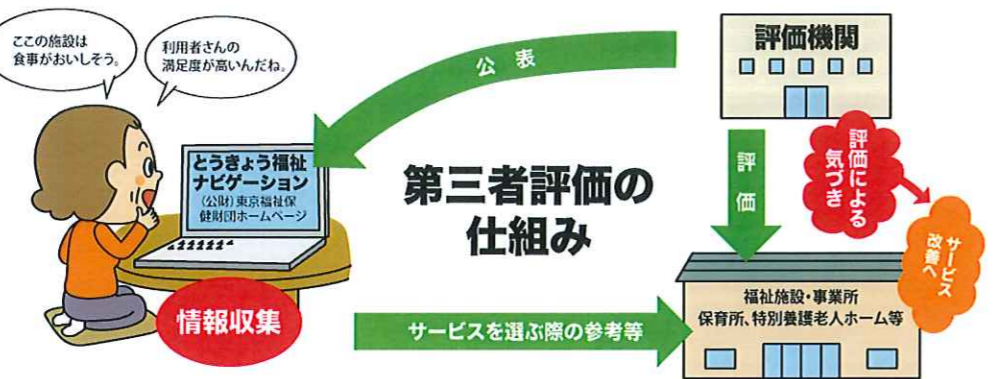 ここの施設は
食事がおいしそう。
利用者さんの
満足度が高いんだね。
とうきょう福祉
ナビゲーション
(公財)東京福祉保
健財団ホームページ
情報収集
公表
第三者評価の
仕組み
評価機関
評価
評価による
気づき
サービス
改善へ
福祉施設・事業所
保育所、特別養護老人ホーム等
サービスを選ぶ際の参考等